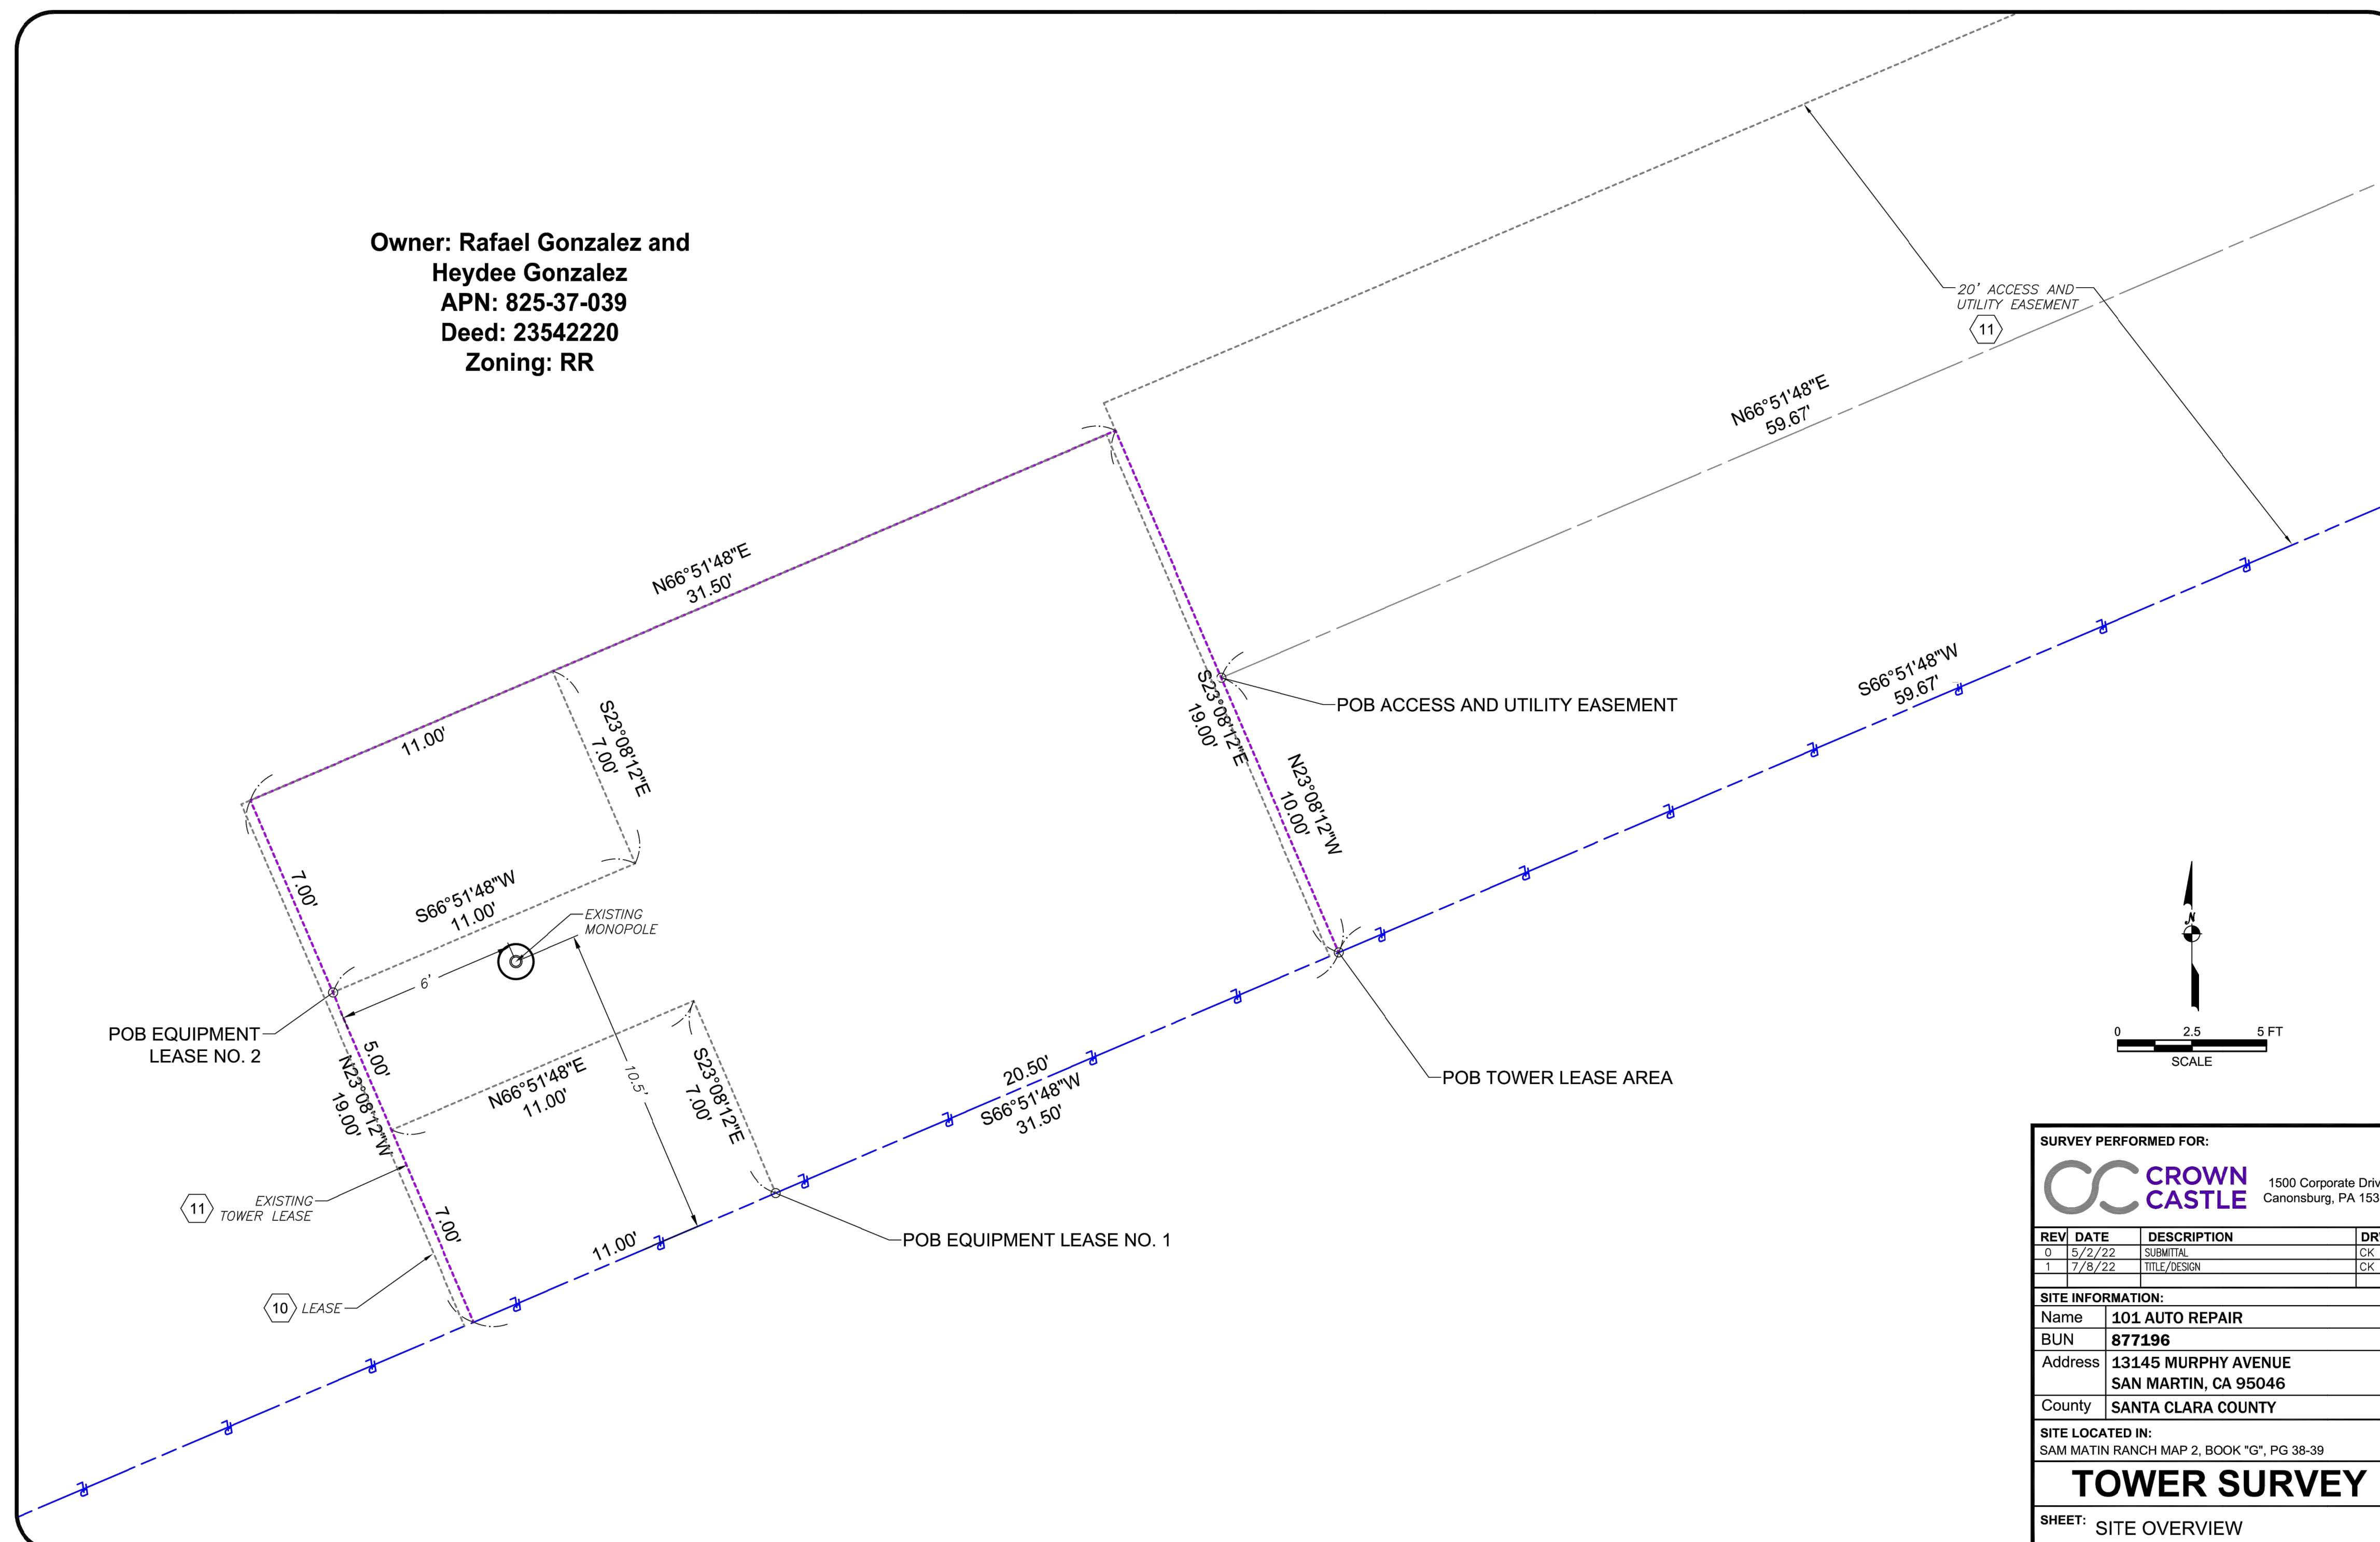 Owner: Rafael Gonzalez and
Heydee Gonzalez
APN: 825-37-039
Deed: 23542220
Zoning: RR
20' ACCESS AND
UTILITY EASEMENT
11
N66°51'48"E
59.67'
N66°51'48"E
31.50'
S66°51'48"W
59.67'
POB ACCESS AND UTILITY EASEMENT
S23°08'12"E
19.00'
N23°08'12"W
10.00'
11.00'
S23°08'12"E
7.00'
7.00'
S66°51'48"W
11.00'
EXISTING
MONOPOLE
6'
POB EQUIPMENT
LEASE NO. 2
5.00'
N23°08'12"W
19.00'
N66°51'48"E
11.00'
10.5'
S23°08'12"E
7.00'
20.50'
S66°51'48"W
31.50'
POB TOWER LEASE AREA
11
EXISTING
TOWER LEASE
7.00'
11.00'
POB EQUIPMENT LEASE NO. 1
10 LEASE
N
0 2.5 5 FT
SCALE
SURVEY PERFORMED FOR:
CROWN
CASTLE
1500 Corporate
Canonsburg, PA
REV DATE DESCRIPTION
0 5/2/22 SUBMITTAL CK
1 7/8/22 TITLE/DESIGN CK
SITE INFORMATION:
Name 101 AUTO REPAIR
BUN 877196
Address 13145 MURPHY AVENUE
SAN MARTIN, CA 95046
County SANTA CLARA COUNTY
SITE LOCATED IN:
SAM MATIN RANCH MAP 2, BOOK "G", PG 38-39
TOWER SURVEY
SHEET: SITE OVERVIEW